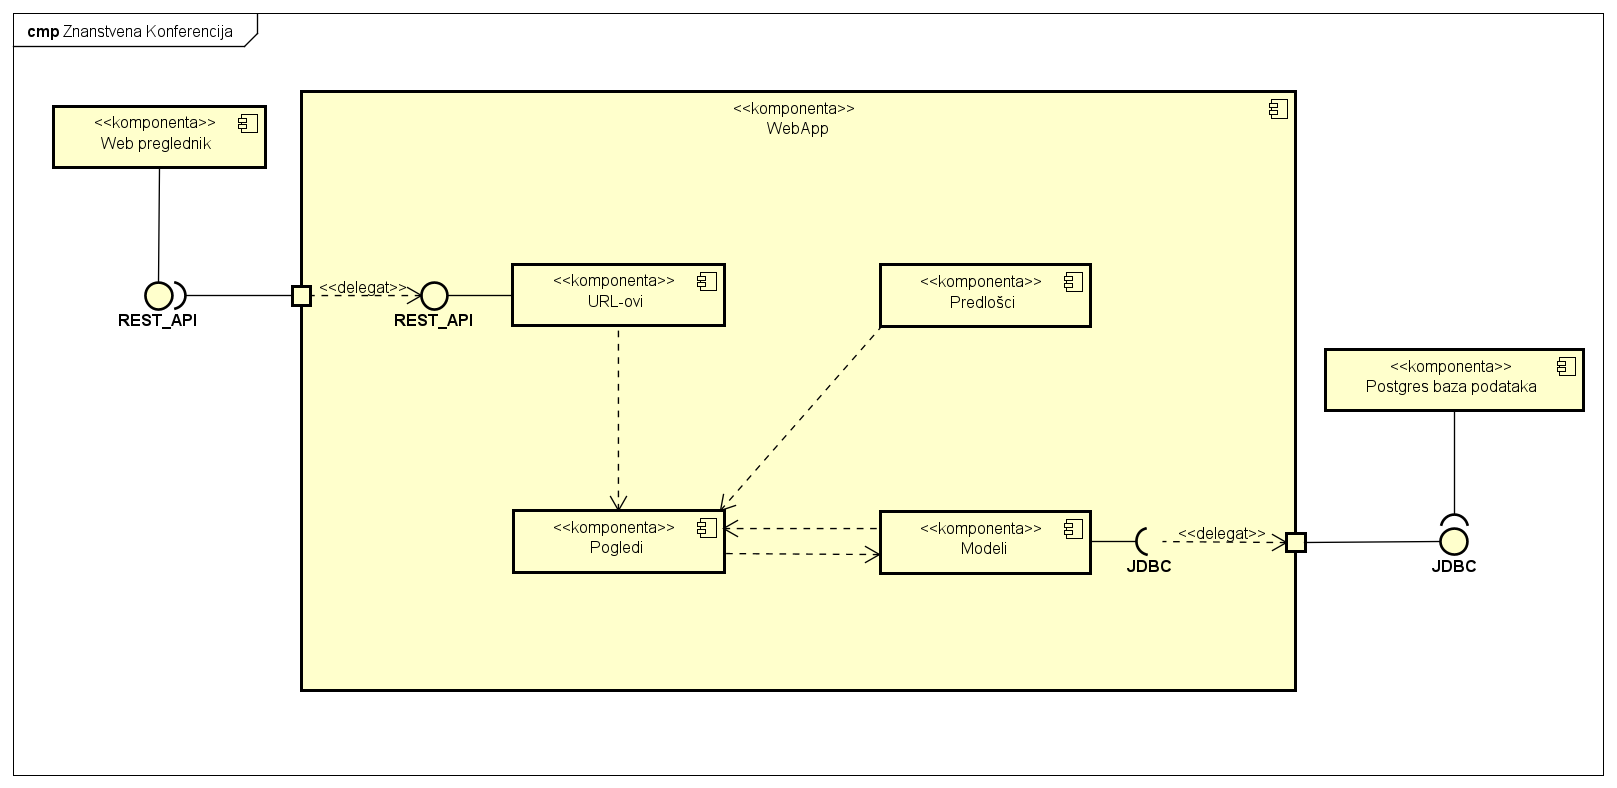 cmp Znanstvena Konferencija
<<komponenta>>
WebApp
<<komponenta>>
Web preglednik
REST_API
<<delegat>>
REST_API
<<komponenta>>
URL-ovi
<<komponenta>>
Predlošci
<<komponenta>>
Postgres baza podataka
<<komponenta>>
Pogledi
<<komponenta>>
Modeli
JDBC
<<delegat>>
JDBC